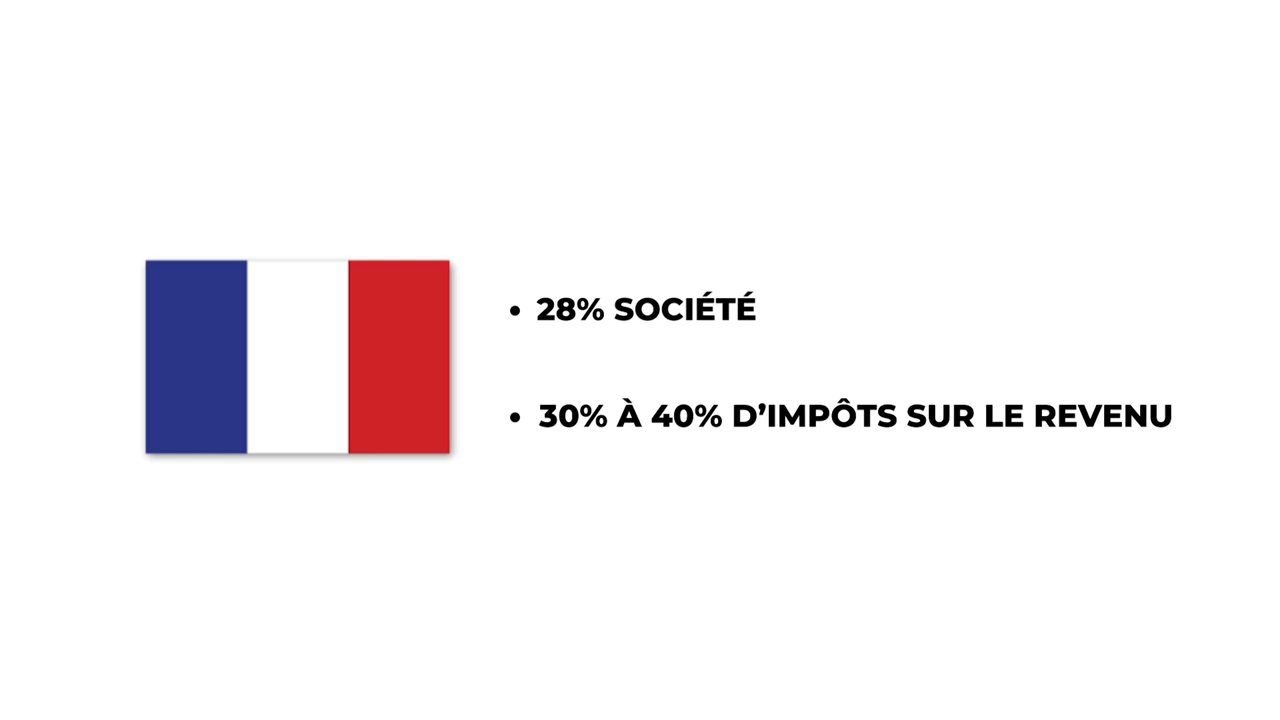 • 28% SOCIÉTÉ
• 30% À 40% D’IMPÔTS SUR LE REVENU